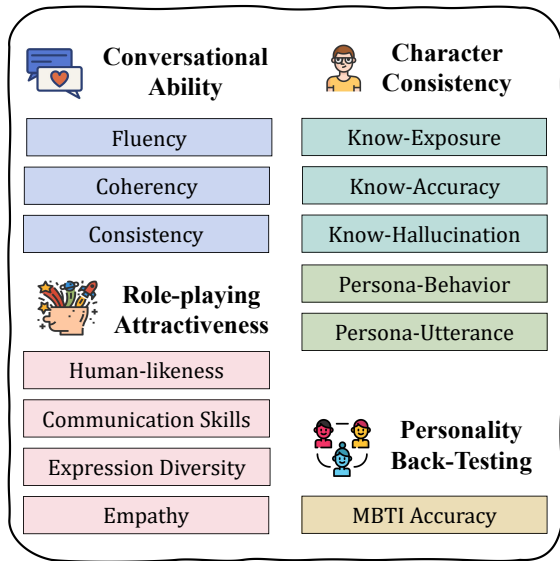 Conversational
Ability
Fluency
Coherency
Consistency
Role-playing
Attractiveness
Human-likeness
Communication Skills
Expression Diversity
Empathy
Character
Consistency
Know-Exposure
Know-Accuracy
Know-Hallucination
Persona-Behavior
Persona-Utterance
Personality
Back-Testing
MBTI Accuracy